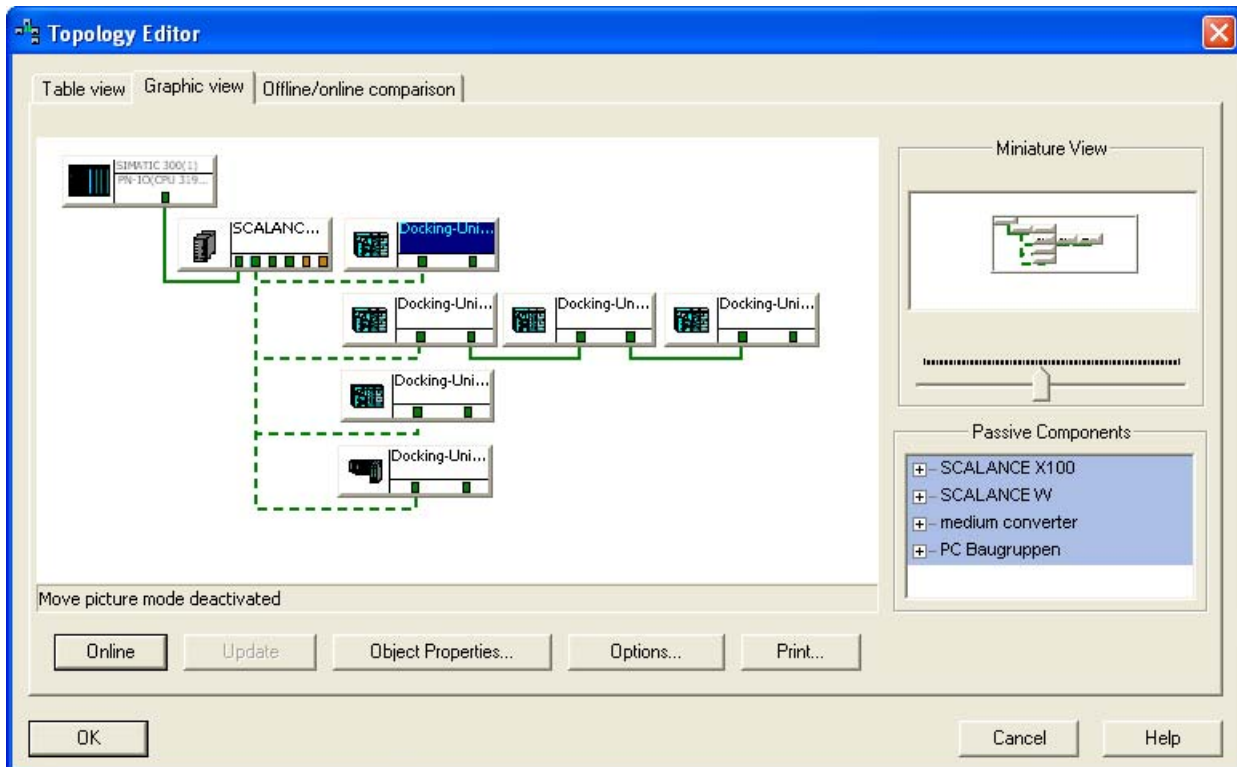 Topology Editor
Table view
Graphic view
Offline/online comparison
SIMATIC 300(1)
PN-IO(CPU 319...
SCALANC...
Docking-Uni...
Docking-Uni...
Docking-Un...
Docking-Uni...
Docking-Uni...
Docking-Uni...
Move picture mode deactivated
Miniature View
Passive Components
SCALANCE X100
SCALANCE W
medium converter
PC Baugruppen
Online
Update
Object Properties...
Options...
Print...
OK
Cancel
Help